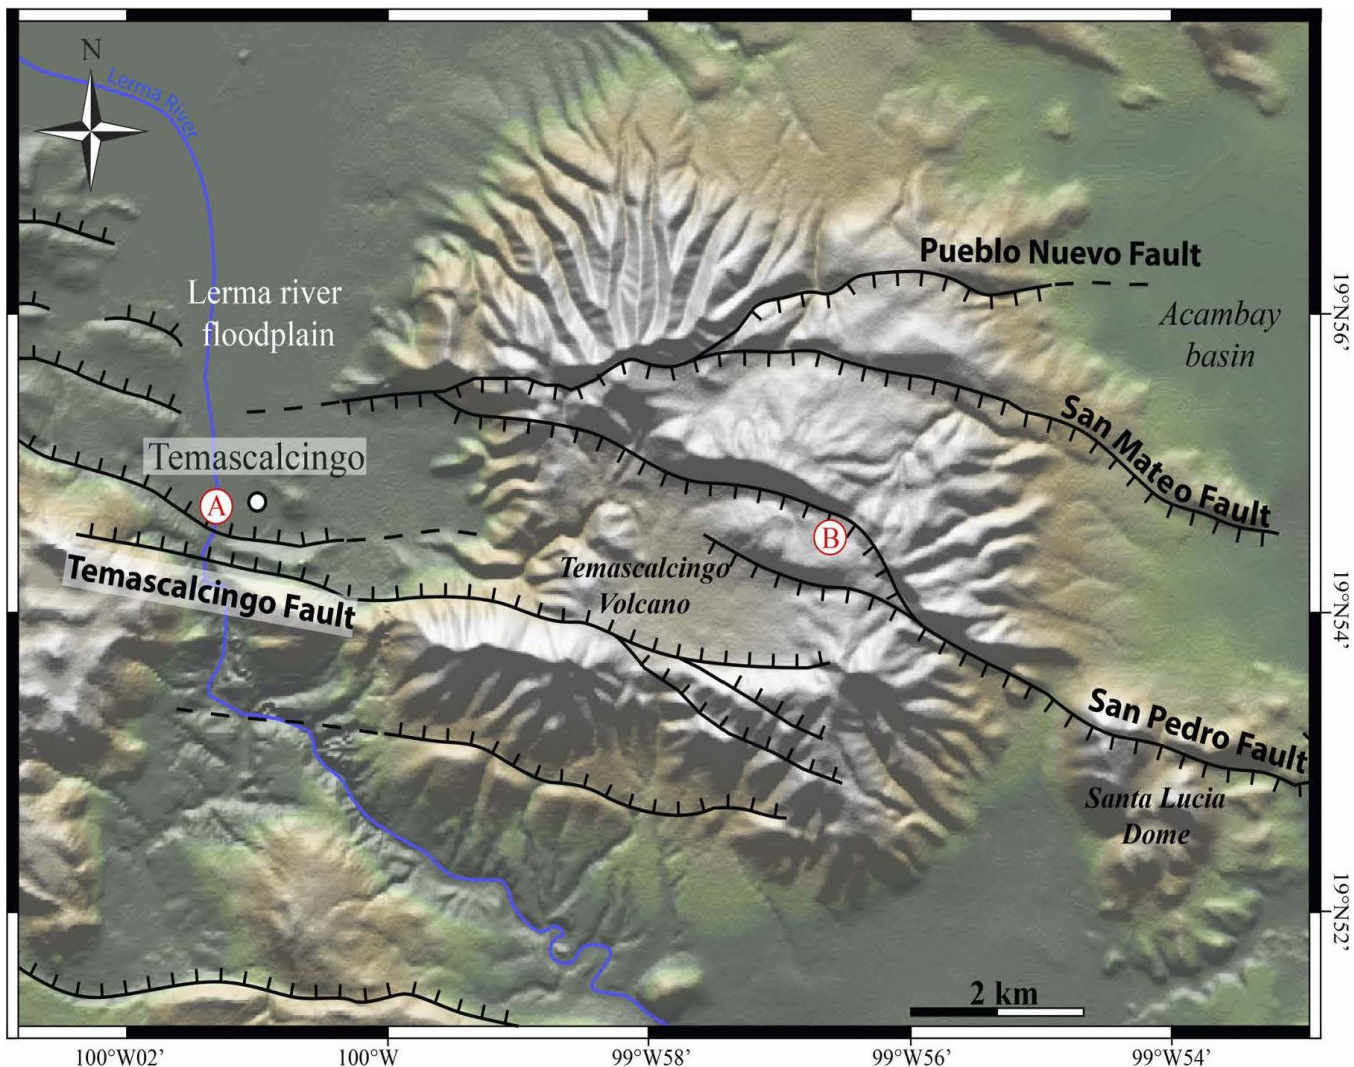 N
Lerma River
Pueblo Nuevo Fault
Lerma river
floodplain
Acambay
basin
19°N56'
San Mateo Fault
Temascalcingo
A
B
Temascalcingo
Volcano
Temascalcingo Fault
19°N54'
San Pedro Fault
Santa Lucia
Dome
19°N52'
2 km
100°W02'
100°W
99°W58'
99°W56'
99°W54'